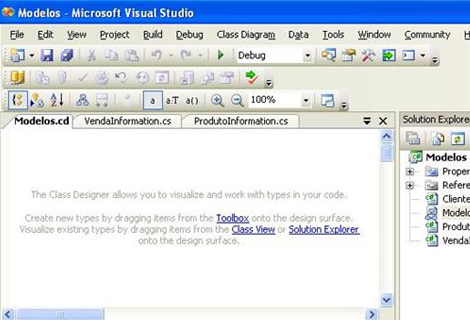 Modelos - Microsoft Visual Studio
File Edit View Project Build Debug Class Diagram Data Tools Window Community H
Debug
a a:T a() 100%
Modelos.cd VendaInformation.cs ProdutoInformation.cs
Solution Explorer
Modelos
Proper
Refere
Cliente
Modelo
Produt
Vendal
The Class Designer allows you to visualize and work with types in your code.
Create new types by dragging items from the Toolbox onto the design surface.
Visualize existing types by dragging items from the Class View or Solution Explorer
onto the design surface.